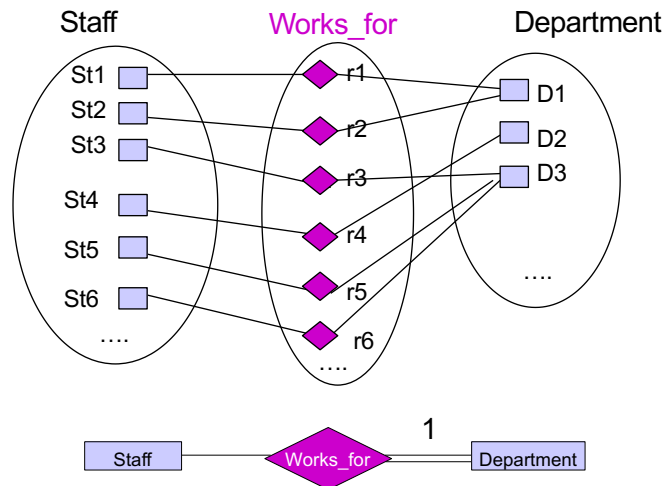 Staff
Works_for
Department
St1
r1
D1
St2
r2
D2
St3
r3
D3
St4
r4
St5
r5
St6
r6
....
....
....
1
Staff
Works_for
Department